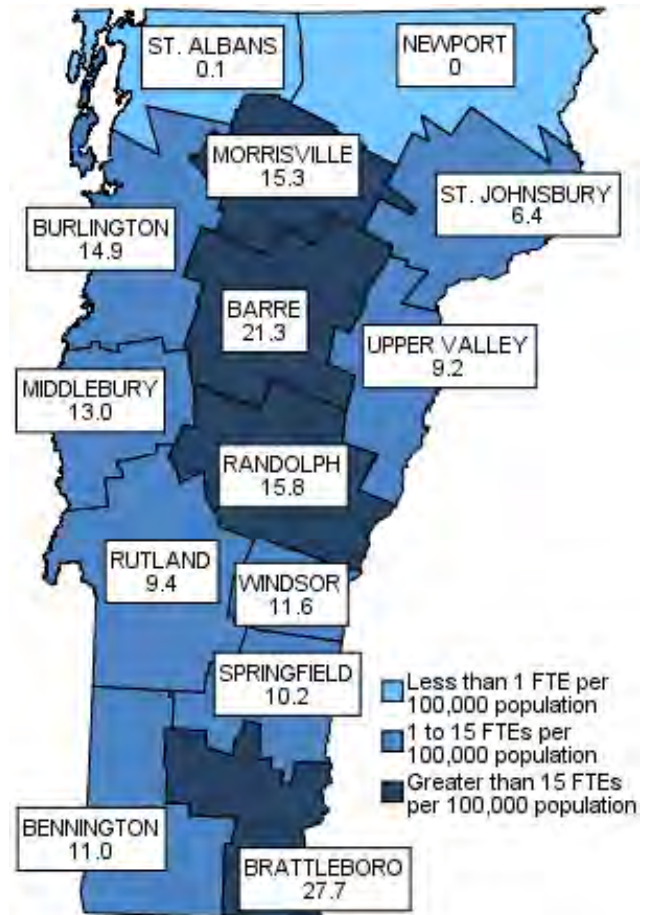 ST. ALBANS
0.1
NEWPORT
0
MORRISVILLE
15.3
ST. JOHNSBURY
6.4
BURLINGTON
14.9
BARRE
21.3
UPPER VALLEY
9.2
MIDDLEBURY
13.0
RANDOLPH
15.8
RUTLAND
9.4
WINDSOR
11.6
SPRINGFIELD
10.2
Less than 1 FTE per
100,000 population
1 to 15 FTEs per
100,000 population
Greater than 15 FTEs
per 100,000 population
BENNINGTON
11.0
BRATTLEBORO
27.7